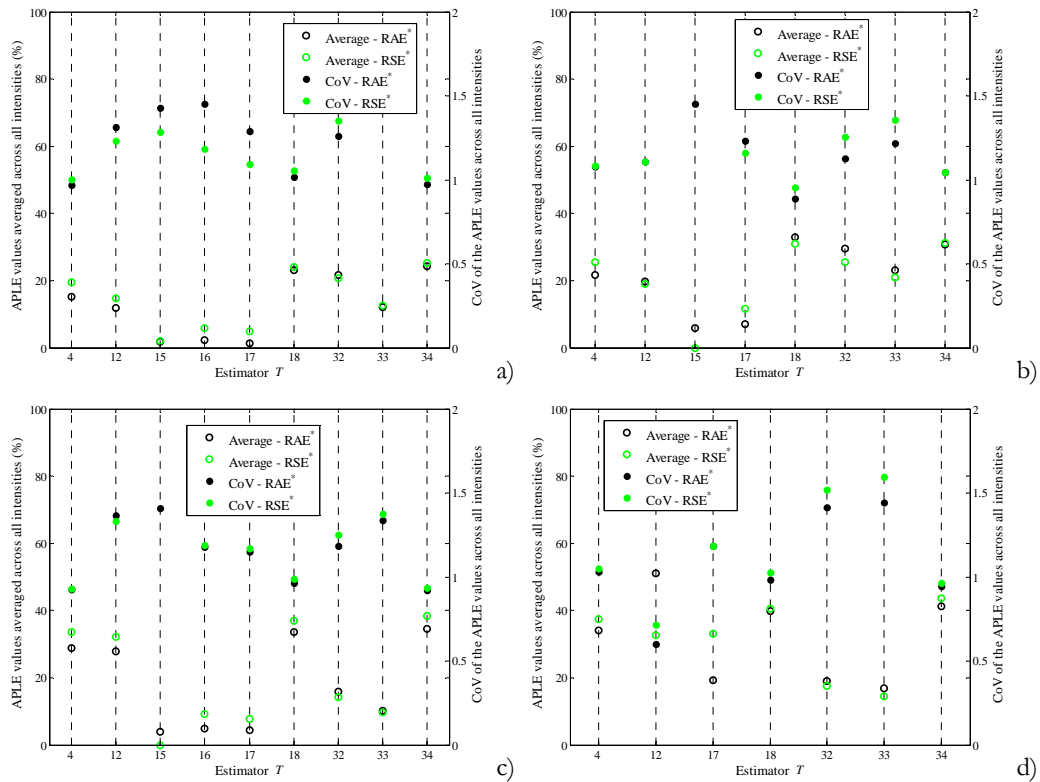 APLE values averaged across all intensities (%)
100
80
60
40
20
0
Average - RAE*
Average - RSE*
CoV - RAE*
CoV - RSE*
2
1.5
1
0.5
0
CoV of the APLE values across all intensities
4 12 15 16 17 18 32 33 34
Estimator T
a)
APLE values averaged across all intensities (%)
100
80
60
40
20
0
Average - RAE*
Average - RSE*
CoV - RAE*
CoV - RSE*
2
1.5
1
0.5
0
CoV of the APLE values across all intensities
4 12 15 17 18 32 33 34
Estimator T
b)
APLE values averaged across all intensities (%)
100
80
60
40
20
0
Average - RAE*
Average - RSE*
CoV - RAE*
CoV - RSE*
2
1.5
1
0.5
0
CoV of the APLE values across all intensities
4 12 15 16 17 18 32 33 34
Estimator T
c)
APLE values averaged across all intensities (%)
100
80
60
40
20
0
Average - RAE*
Average - RSE*
CoV - RAE*
CoV - RSE*
2
1.5
1
0.5
0
CoV of the APLE values across all intensities
4 12 17 18 32 33 34
Estimator T
d)